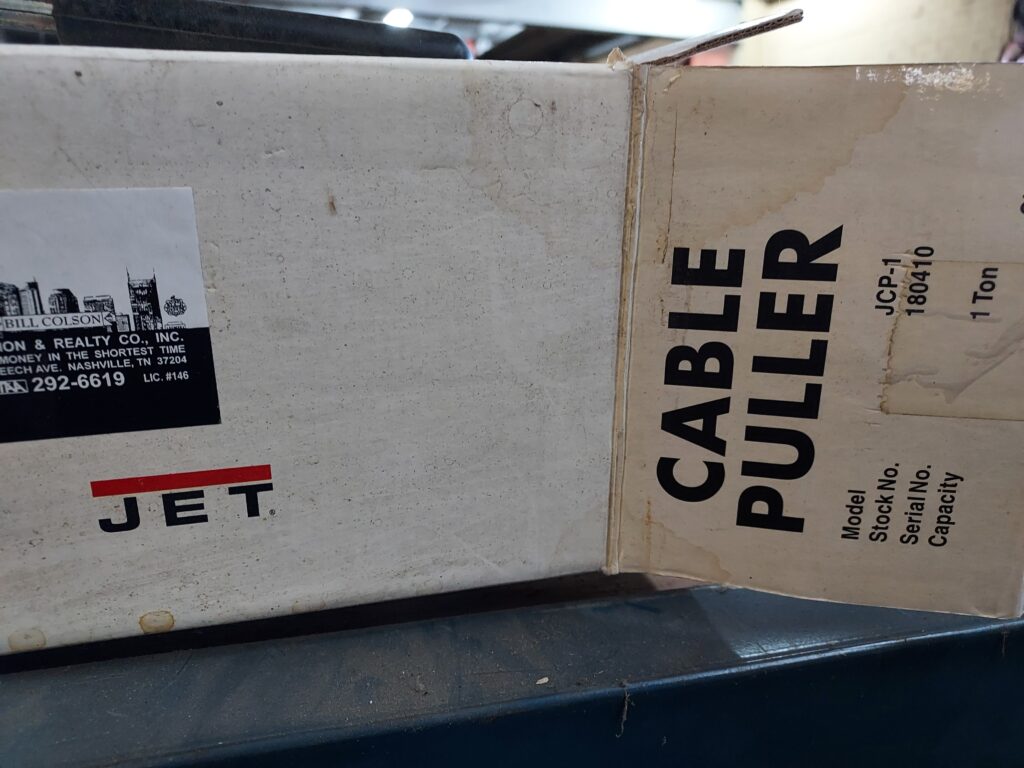 BILL COLSON
ION & REALTY CO., INC.
MONEY IN THE SHORTEST TIME
EECH AVE. NASHVILLE, TN 37204
292-6619 LIC. #146
JET®
CABLE
PULLER
Model JCP-1
Stock No. 180410
Serial No.
Capacity 1 Ton